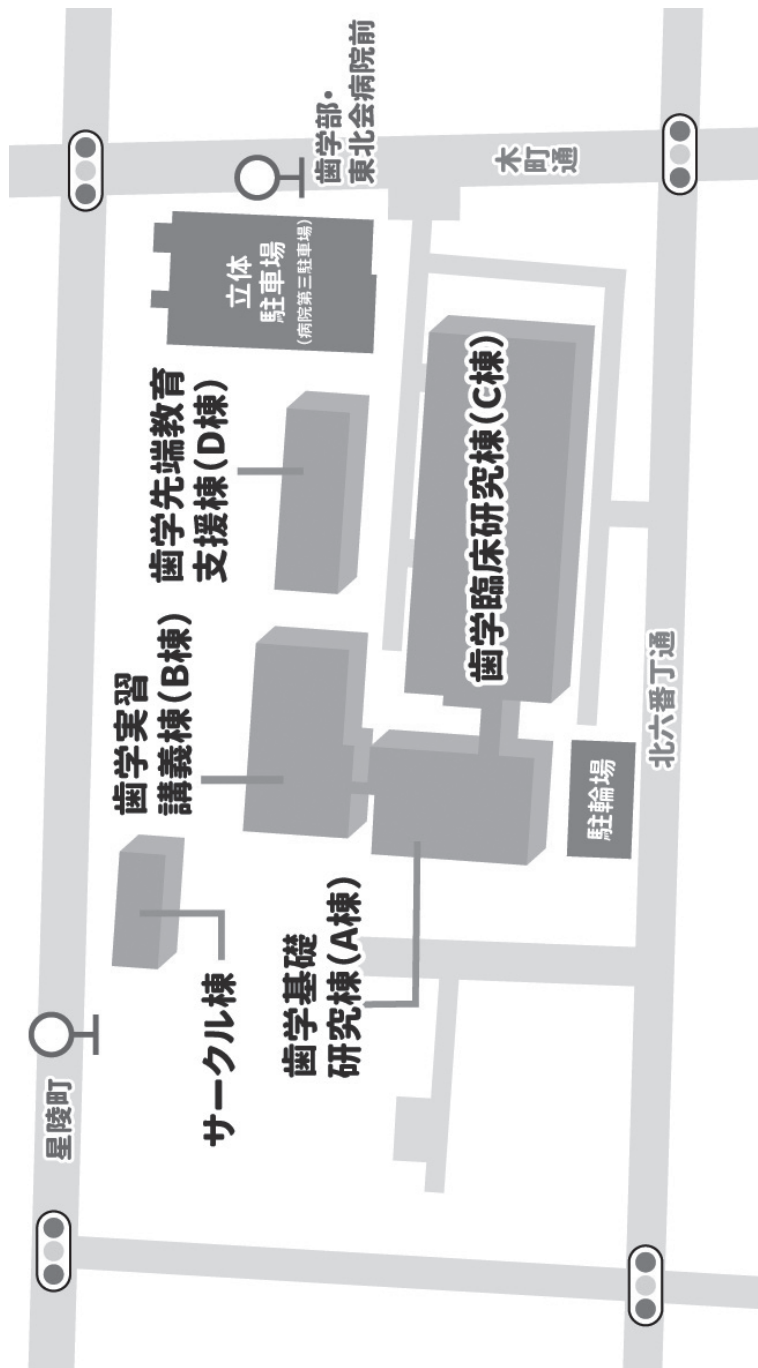 星陵町
サークル棟
歯学実習
講義棟(B棟)
歯学先端教育
支援棟(D棟)
立体
駐車場
(病院第三駐車場)
歯学部・
東北会病院前
木町通
歯学基礎
研究棟(A棟)
歯学臨床研究棟(C棟)
駐輪場
北六番丁通